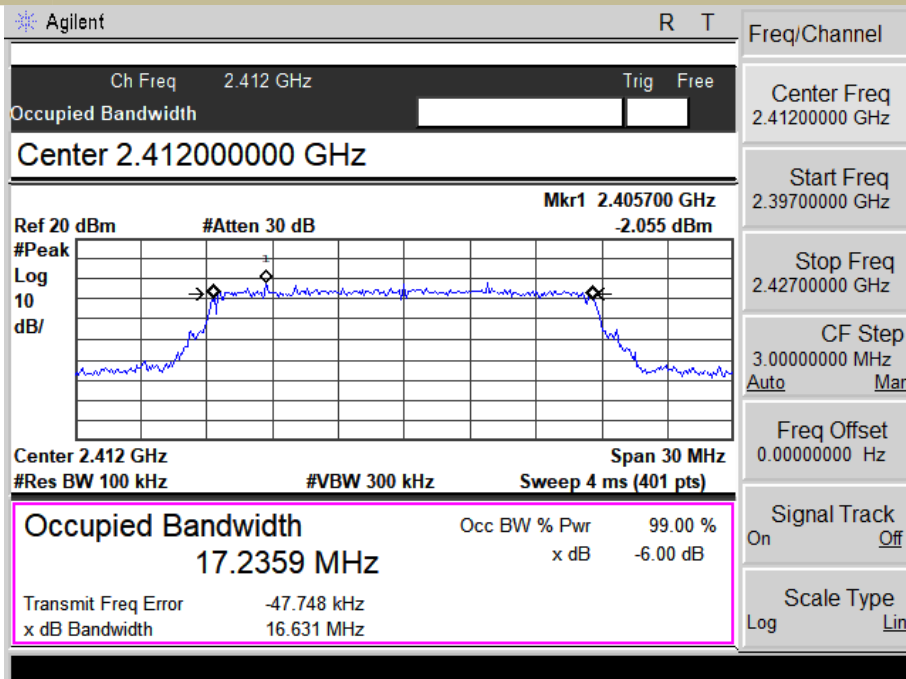 Agilent R T
Ch Freq 2.412 GHz Trig Free
Occupied Bandwidth
Center 2.412000000 GHz
Mkr1 2.405700 GHz
Ref 20 dBm #Atten 30 dB -2.055 dBm
#Peak
Log
10
dB/
1
Center 2.412 GHz Span 30 MHz
#Res BW 100 kHz #VBW 300 kHz Sweep 4 ms (401 pts)
Occupied Bandwidth Occ BW % Pwr 99.00 %
17.2359 MHz x dB -6.00 dB
Transmit Freq Error -47.748 kHz
x dB Bandwidth 16.631 MHz
Freq/Channel
Center Freq
2.41200000 GHz
Start Freq
2.39700000 GHz
Stop Freq
2.42700000 GHz
CF Step
3.00000000 MHz
Auto Man
Freq Offset
0.00000000 Hz
Signal Track
On Off
Scale Type
Log Lin